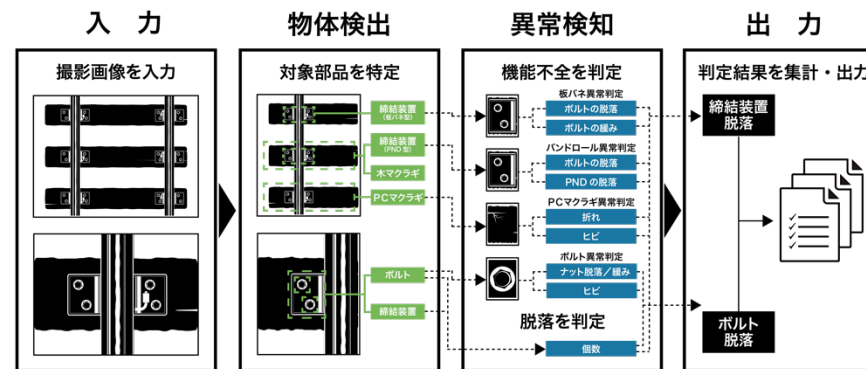 入 力
撮影画像を入力
物体検出
対象部品を特定
締結装置
(板バネ型)
締結装置
(PND型)
木マクラギ
PCマクラギ
ボルト
締結装置
異常検知
機能不全を判定
板バネ異常判定
ボルトの脱落
ボルトの緩み
パンドロール異常判定
ボルトの脱落
PNDの脱落
PCマクラギ異常判定
折れ
ヒビ
ボルト異常判定
ナット脱落/緩み
ヒビ
脱落を判定
個数
出 力
判定結果を集計・出力
締結装置
脱落
ボルト
脱落